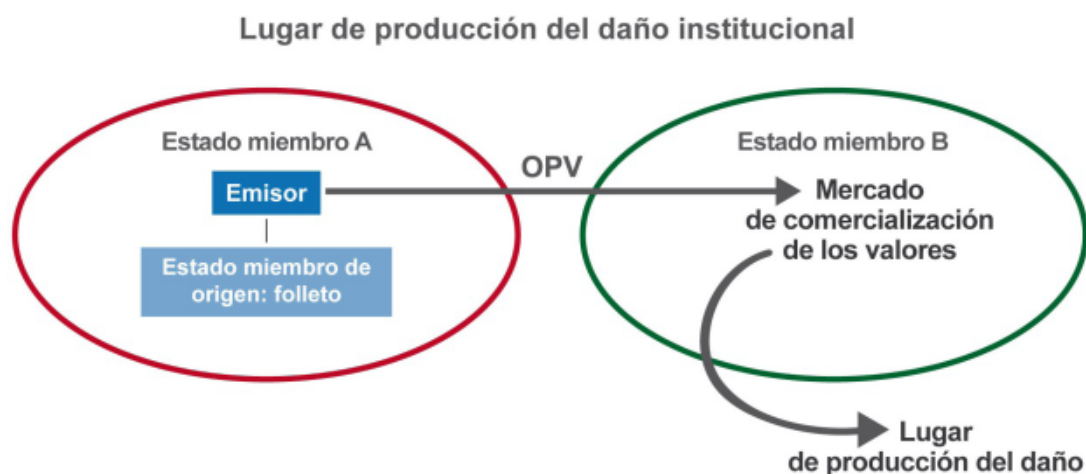 Lugar de producción del daño institucional
Estado miembro A
Estado miembro B
OPV
Emisor
Mercado
de comercialización
de los valores
Estado miembro de
origen: folleto
Lugar
de producción del daño